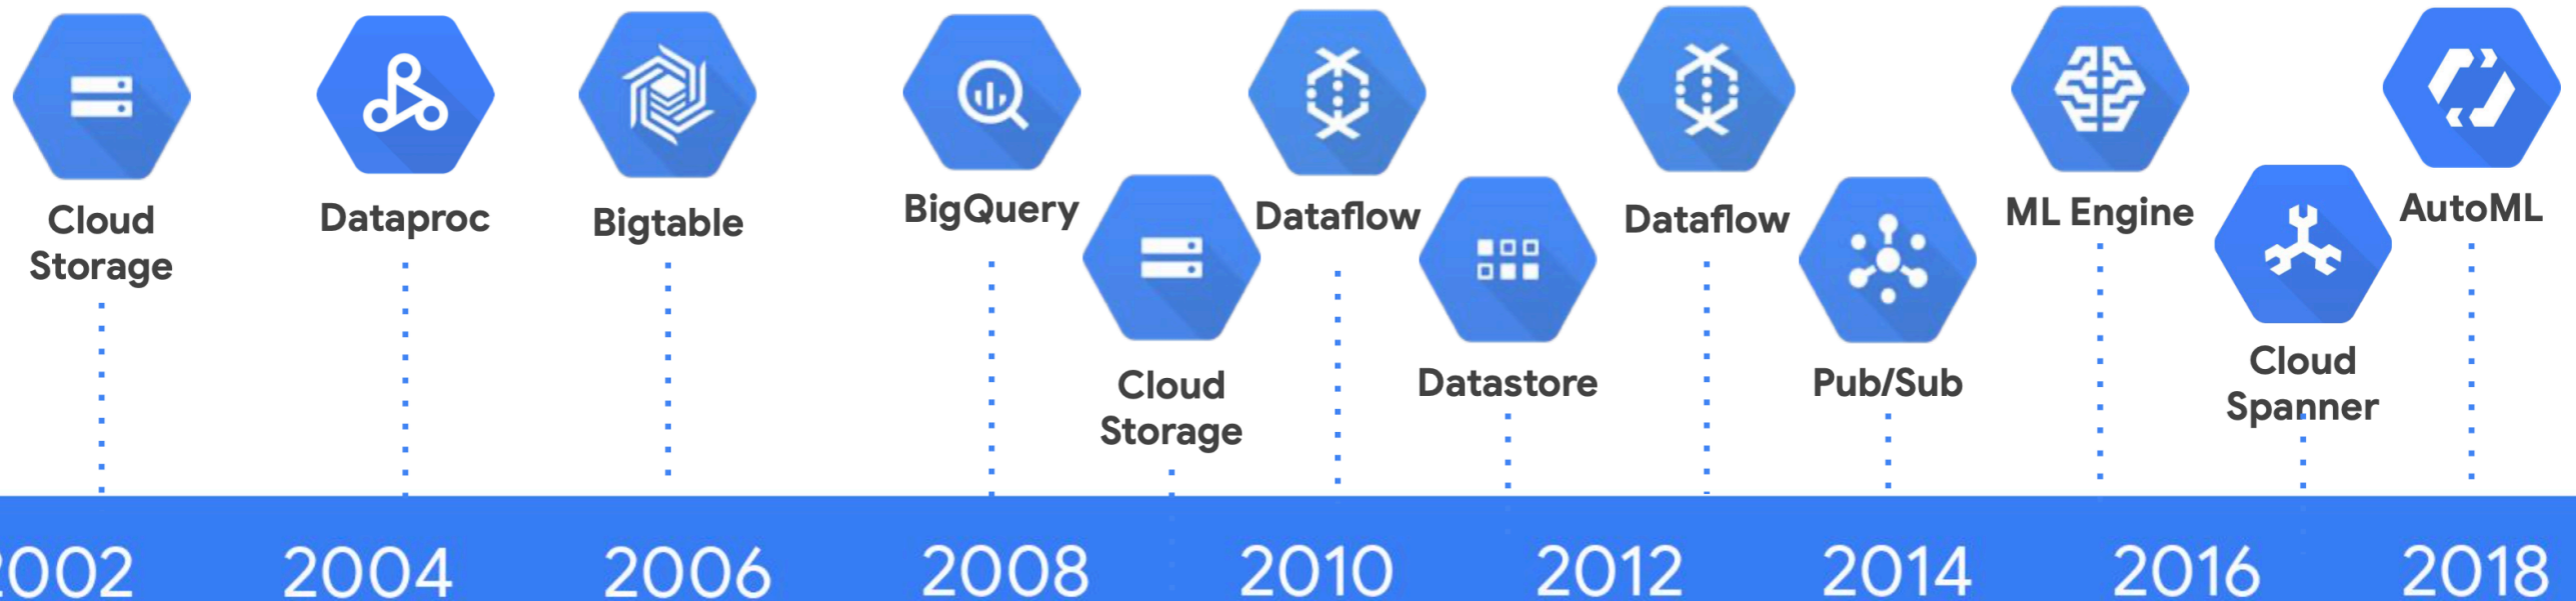 Cloud
Storage
Dataproc
Bigtable
BigQuery
Cloud
Storage
Dataflow
Datastore
Dataflow
Pub/Sub
ML Engine
Cloud
Spanner
AutoML
2002
2004
2006
2008
2010
2012
2014
2016
2018